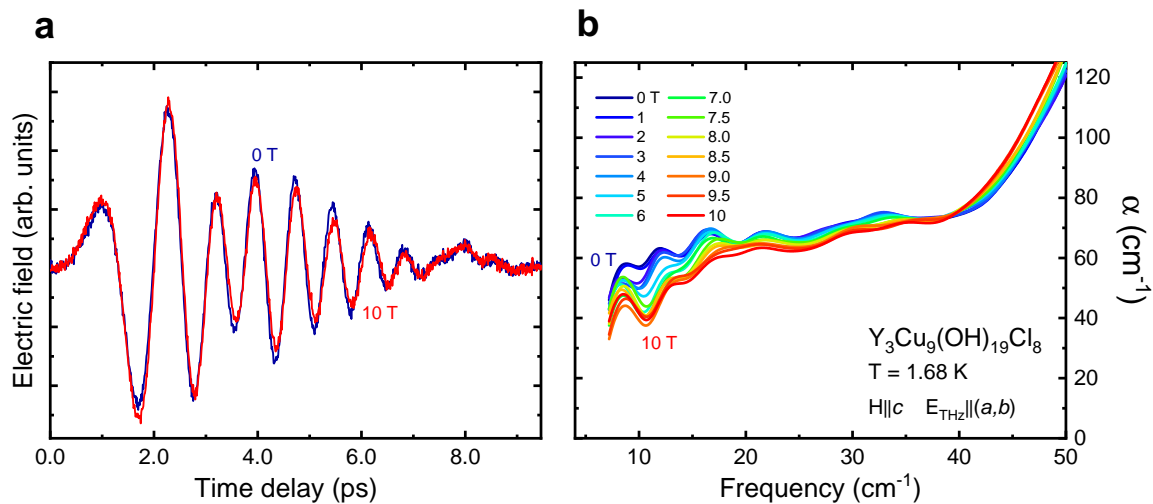 a
Electric field (arb. units)
0 T
10 T
0.0 2.0 4.0 6.0 8.0
Time delay (ps)
b
0 T 7.0
1 7.5
2 8.0
3 8.5
4 9.0
5 9.5
6 10
0 T
10 T
Y₃Cu₉(OH)₁₉Cl₈
T = 1.68 K
H||c E_THz||(a,b)
120
100
80
60
40
20
0
α (cm⁻¹)
10 20 30 40 50
Frequency (cm⁻¹)